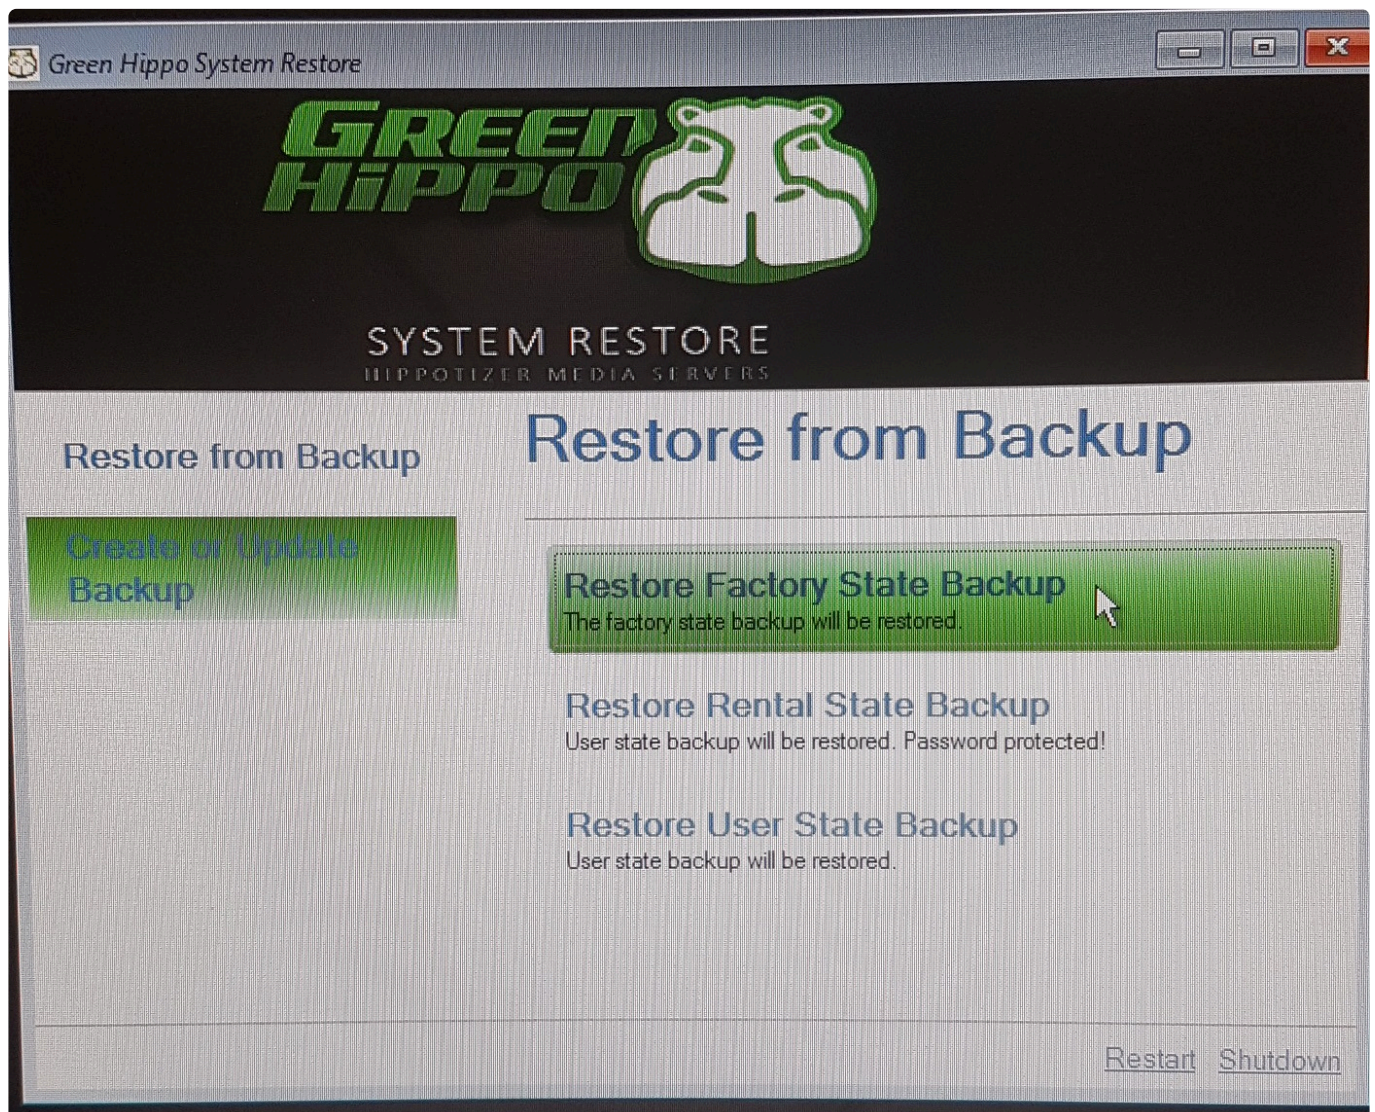 Green Hippo System Restore
GREEN
HiPPO
SYSTEM RESTORE
HIPPOTIZER MEDIA SERVERS
Restore from Backup
Create or Update
Backup
Restore from Backup
Restore Factory State Backup
The factory state backup will be restored.
Restore Rental State Backup
User state backup will be restored. Password protected!
Restore User State Backup
User state backup will be restored.
Restart Shutdown